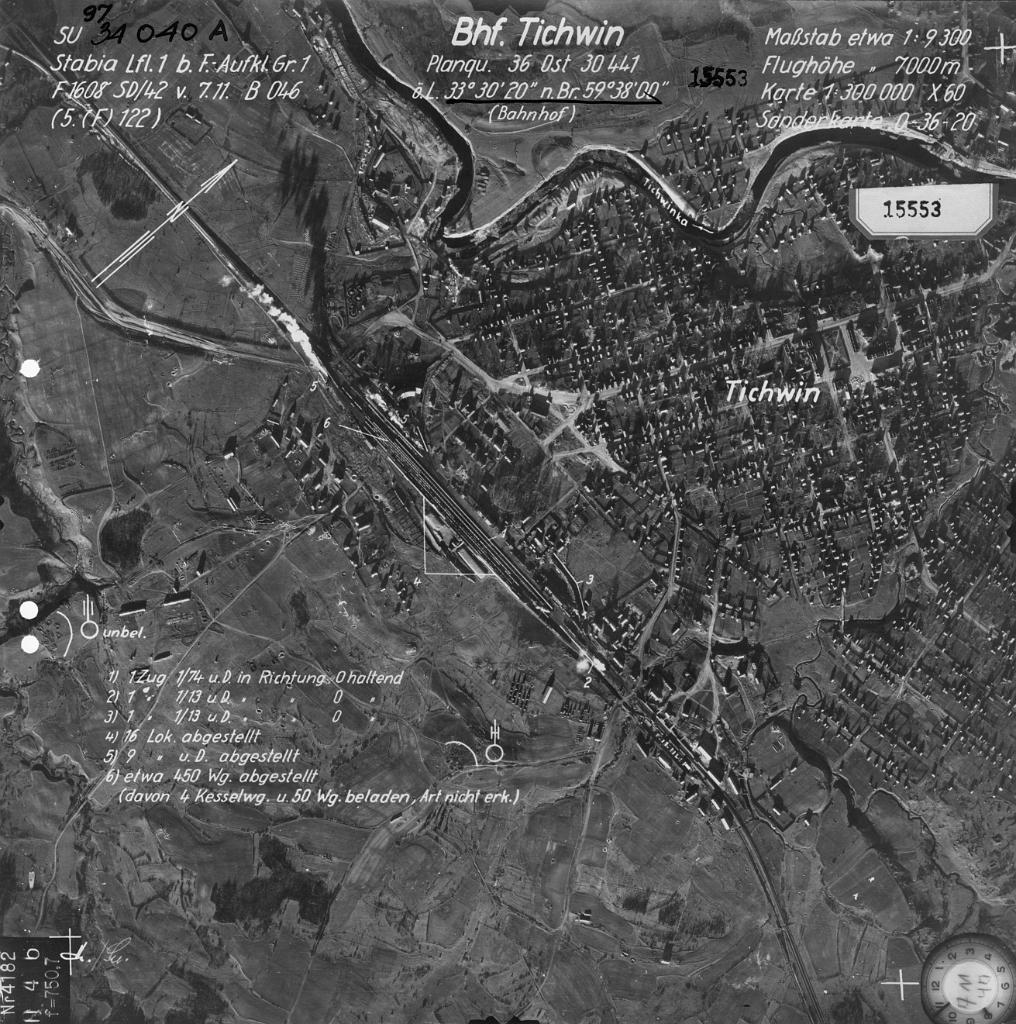 97
SU 34 040 A
Stabia Lfl. 1 b. F.-Aufkl. Gr. 1
F 1608 SD/42 v. 7.11. B 046
(5. (F) 122)
Bhf. Tichwin
Planqu. 36 Ost 30 441
ö.L. 33° 30' 20" n. Br. 59° 38' 00"
(Bahnhof)
15553
Maßstab etwa 1:9300
Flughöhe " 7000 m
Karte 1:300 000 X 60
Sonderkarte O-36-20
15553
N
Tichwinka
Tichwin
5
6
4
3
2
unbel.
1) 1 Zug 1/74 u.D. in Richtung O haltend
2) 1 " 1/13 u.D. " " O "
3) 1 " 1/13 u.D. " " O "
4) 16 Lok. abgestellt
5) 9 " u.D. abgestellt
6) etwa 450 Wg. abgestellt
(davon 4 Kesselwg. u. 50 Wg. beladen, Art nicht erk.)
1
Nr 4182
f=750,7